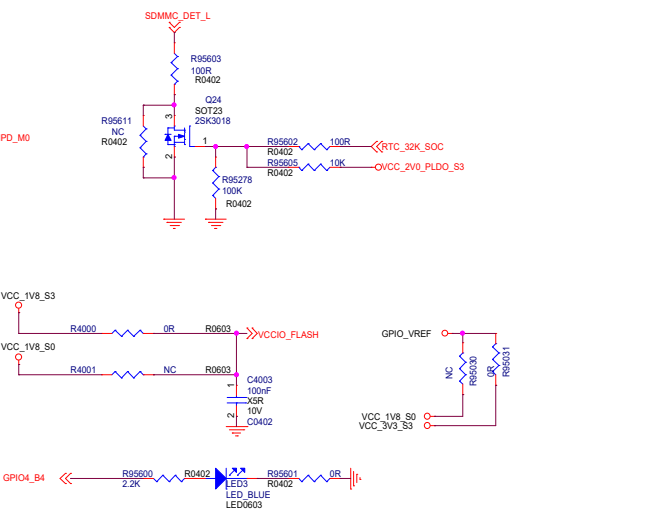 SDMMC_DET_L
R95603
100R
R0402
Q24
SOT23
2SK3018
3
1
2
R95611
NC
R0402
PD_M0
R95602
100R
R0402
RTC_32K_SOC
R95605
10K
R0402
VCC_2V0_PLDO_S3
R95278
100K
R0402
VCC_1V8_S3
R4000
0R
R0603
VCCIO_FLASH
VCC_1V8_S0
R4001
NC
R0603
1
2
C4003
100nF
X5R
10V
C0402
GPIO_VREF
NC
R95030
0R
R95031
VCC_1V8_S0
VCC_3V3_S3
GPIO4_B4
R95600
2.2K
R0402
LED3
LED_BLUE
LED0603
R95601
0R
R0402